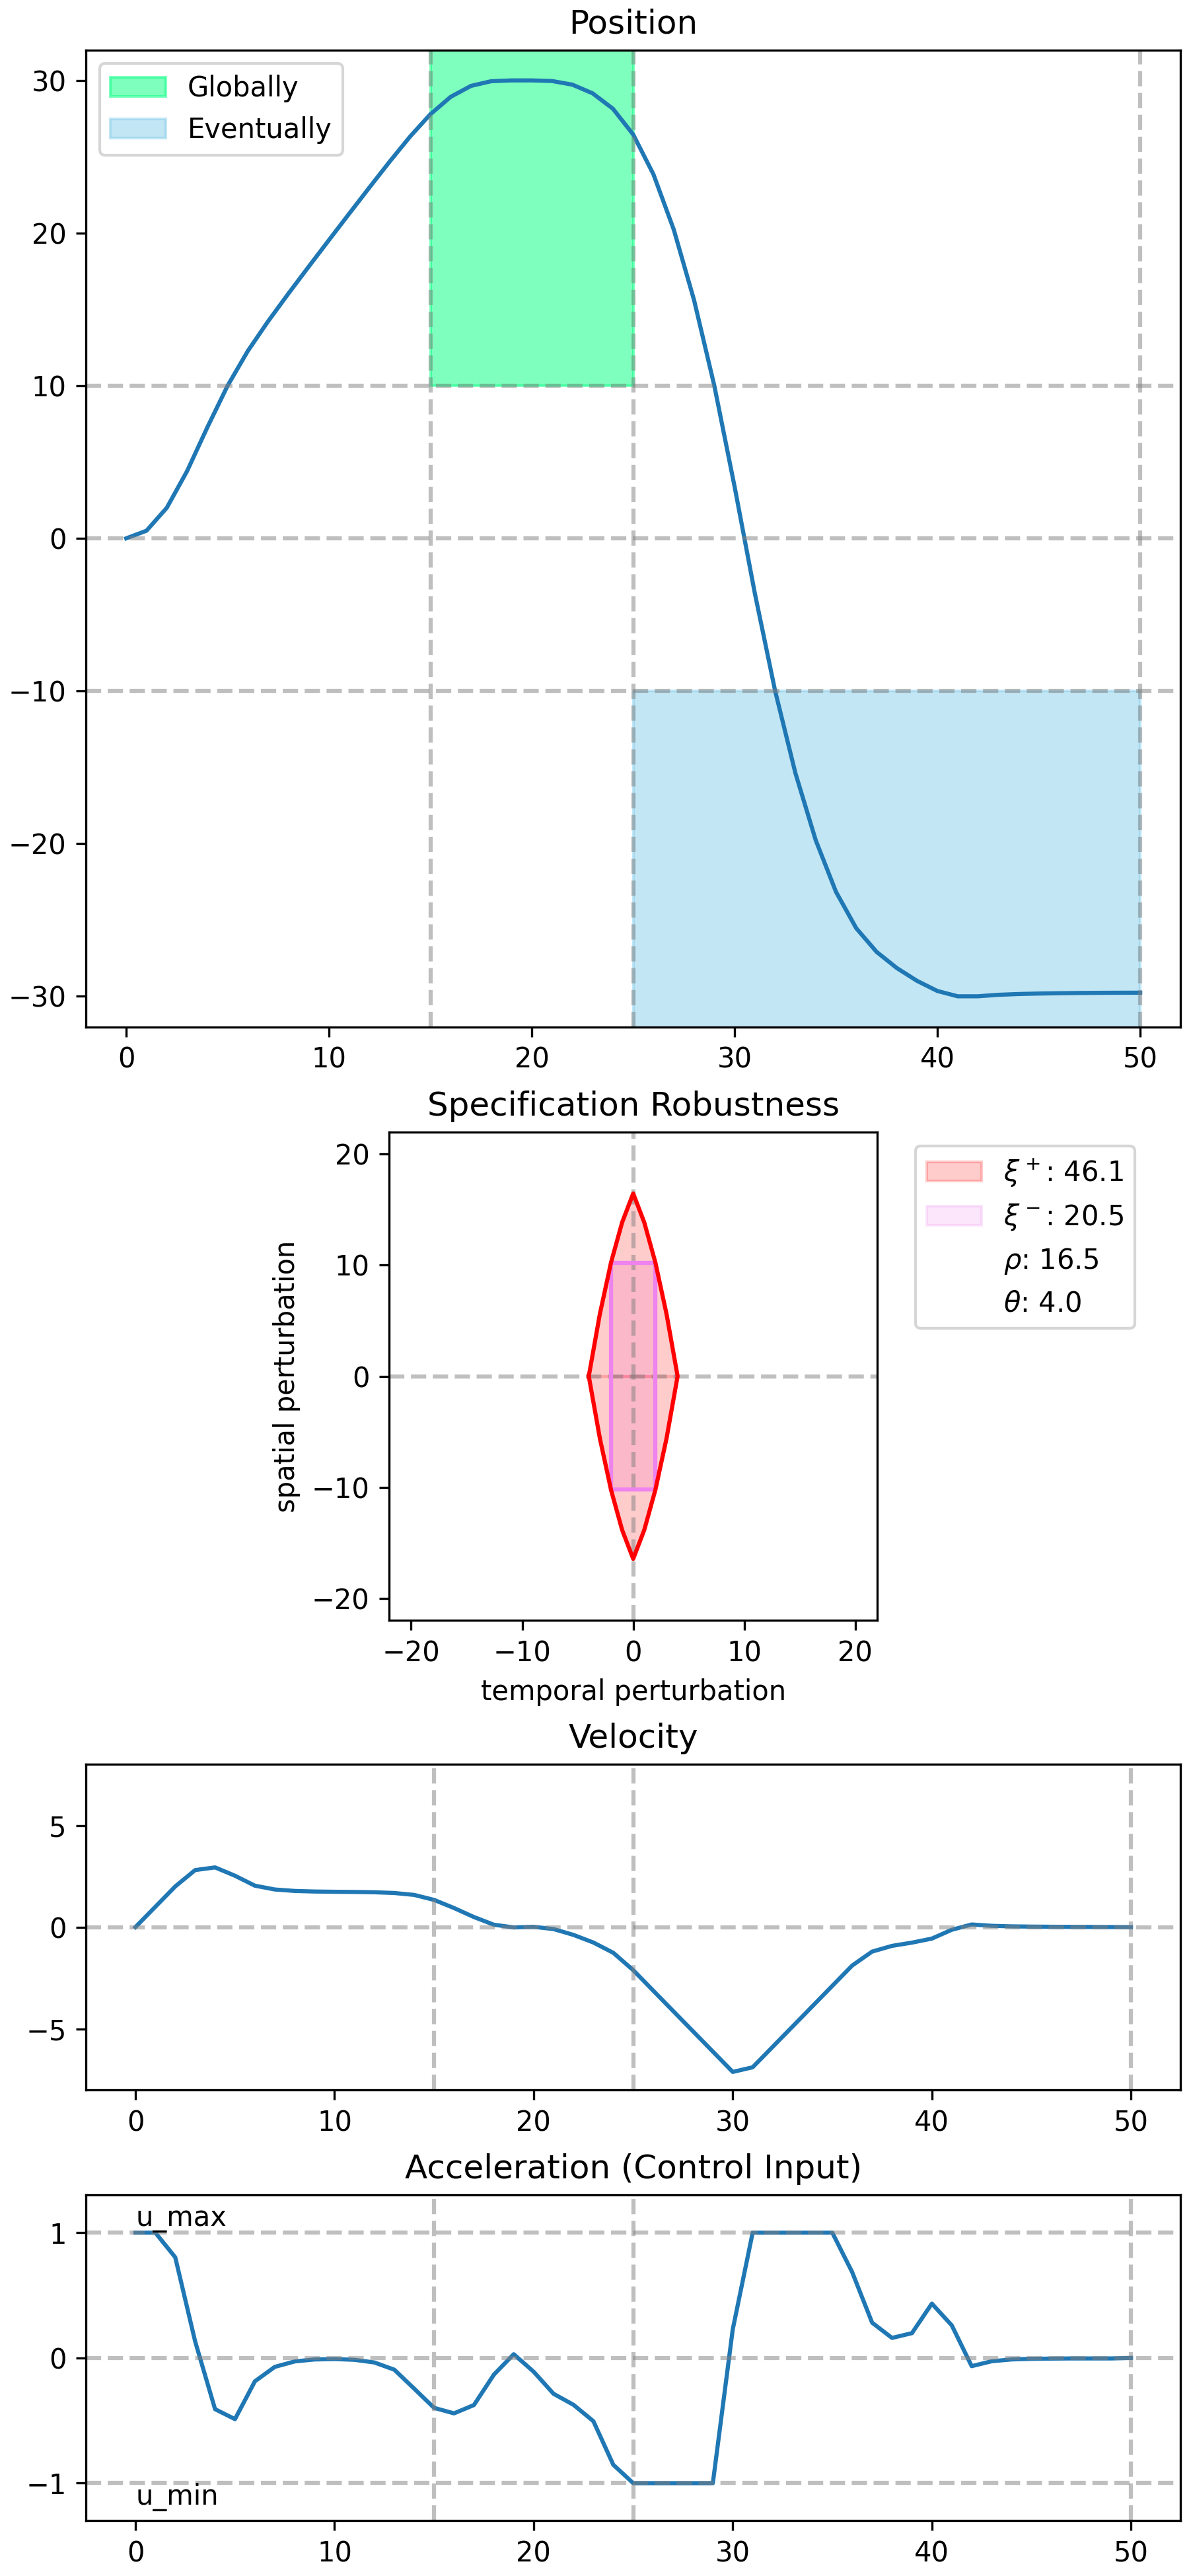 Position
30
20
10
0
−10
−20
−30
Globally
Eventually
0 10 20 30 40 50
Specification Robustness
20
10
0
−10
−20
spatial perturbation
−20 −10 0 10 20
temporal perturbation
ξ⁺: 46.1
ξ⁻: 20.5
ρ: 16.5
θ: 4.0
Velocity
5
0
−5
0 10 20 30 40 50
Acceleration (Control Input)
u_max
1
0
−1
u_min
0 10 20 30 40 50